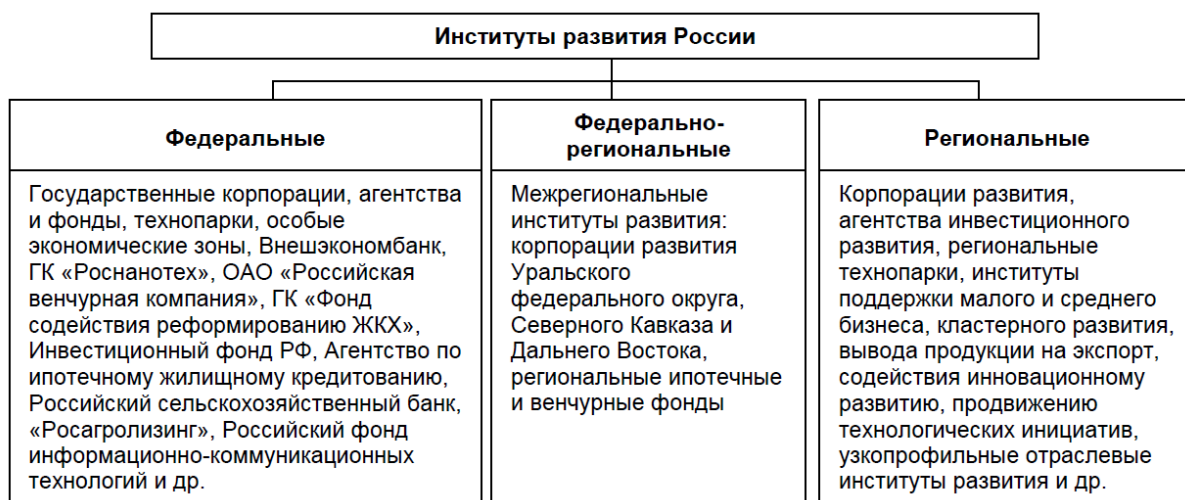 Институты развития России
Федеральные
Государственные корпорации, агентства
и фонды, технопарки, особые
экономические зоны, Внешэкономбанк,
ГК «Роснанотех», ОАО «Российская
венчурная компания», ГК «Фонд
содействия реформированию ЖКХ»,
Инвестиционный фонд РФ, Агентство по
ипотечному жилищному кредитованию,
Российский сельскохозяйственный банк,
«Росагролизинг», Российский фонд
информационно-коммуникационных
технологий и др.
Федерально-
региональные
Межрегиональные
институты развития:
корпорации развития
Уральского
федерального округа,
Северного Кавказа и
Дальнего Востока,
региональные ипотечные
и венчурные фонды
Региональные
Корпорации развития,
агентства инвестиционного
развития, региональные
технопарки, институты
поддержки малого и среднего
бизнеса, кластерного развития,
вывода продукции на экспорт,
содействия инновационному
развитию, продвижению
технологических инициатив,
узкопрофильные отраслевые
институты развития и др.